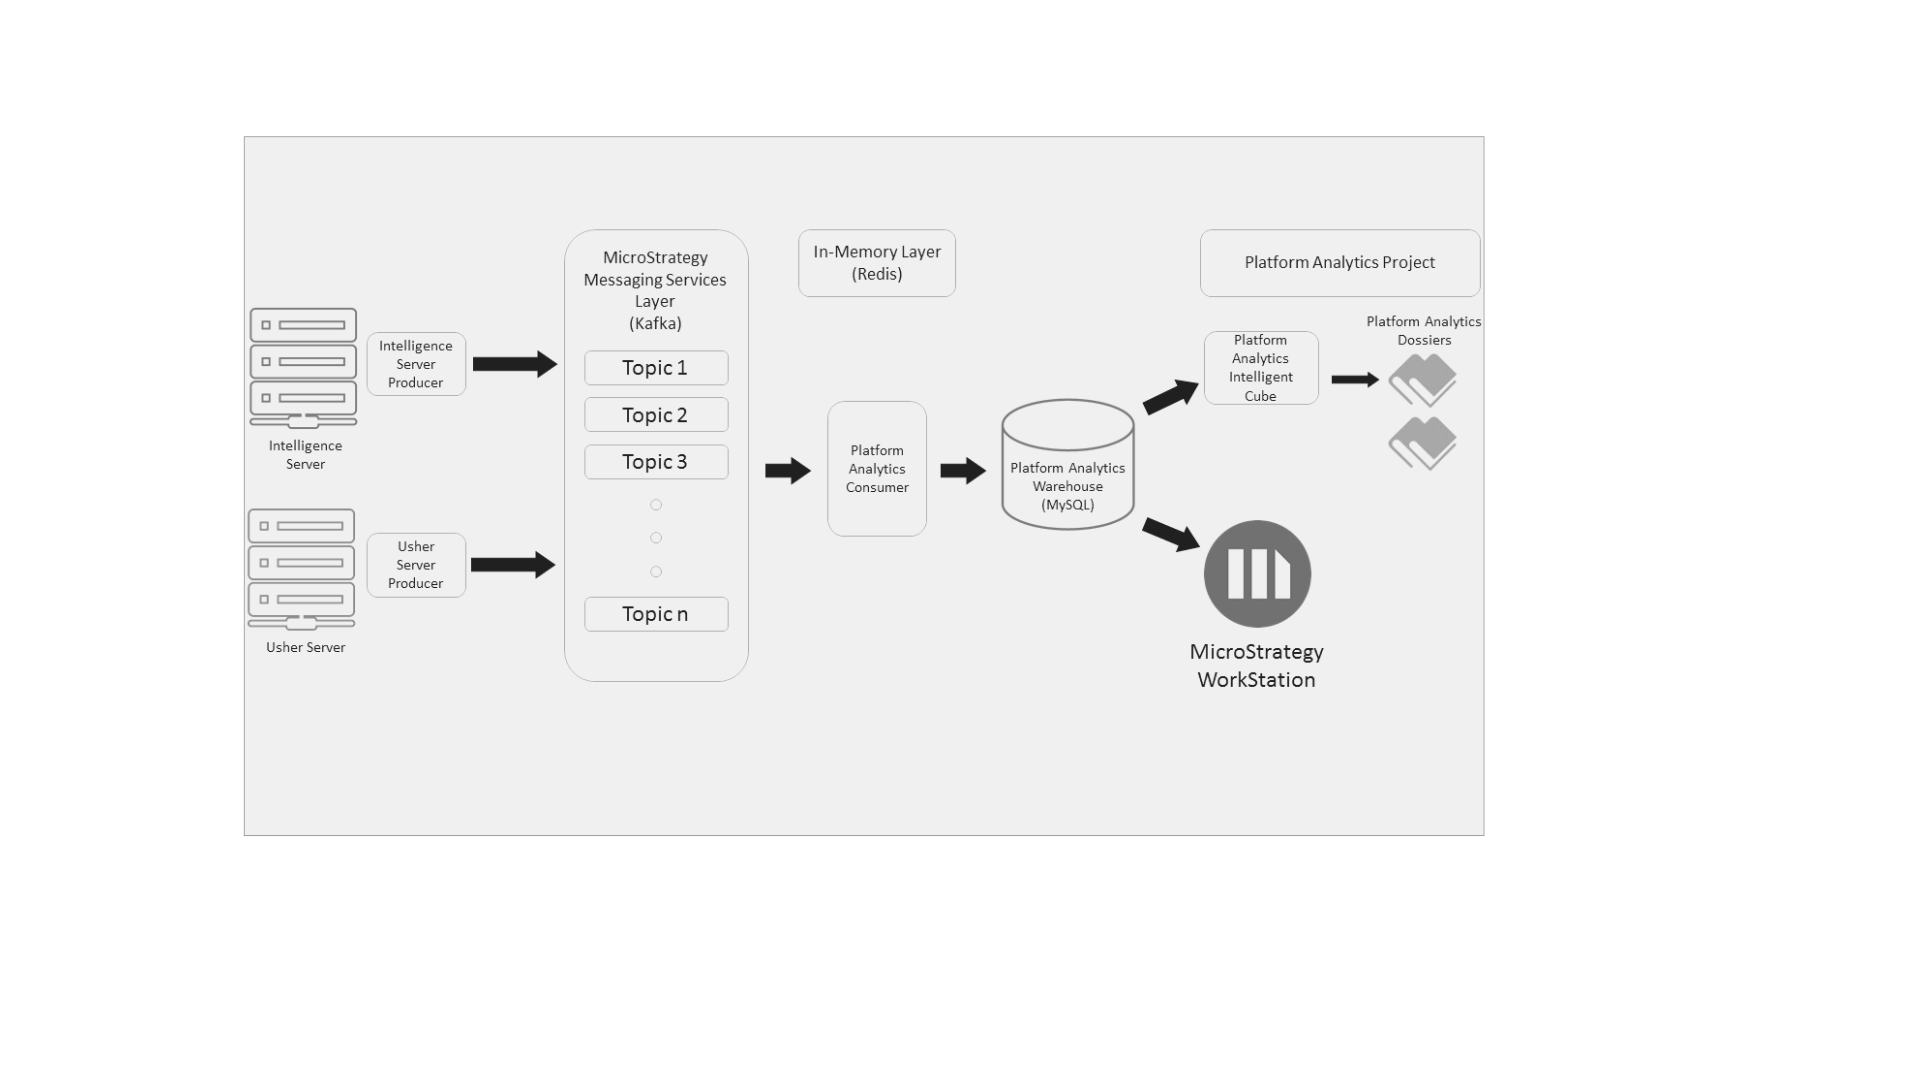 MicroStrategy
Messaging Services
Layer
(Kafka)
In-Memory Layer
(Redis)
Platform Analytics Project
Intelligence
Server
Producer
Intelligence
Server
Usher
Server
Producer
Usher Server
Topic 1
Topic 2
Topic 3
Topic n
Platform
Analytics
Consumer
Platform Analytics
Warehouse
(MySQL)
Platform
Analytics
Intelligent
Cube
Platform Analytics
Dossiers
MicroStrategy
WorkStation